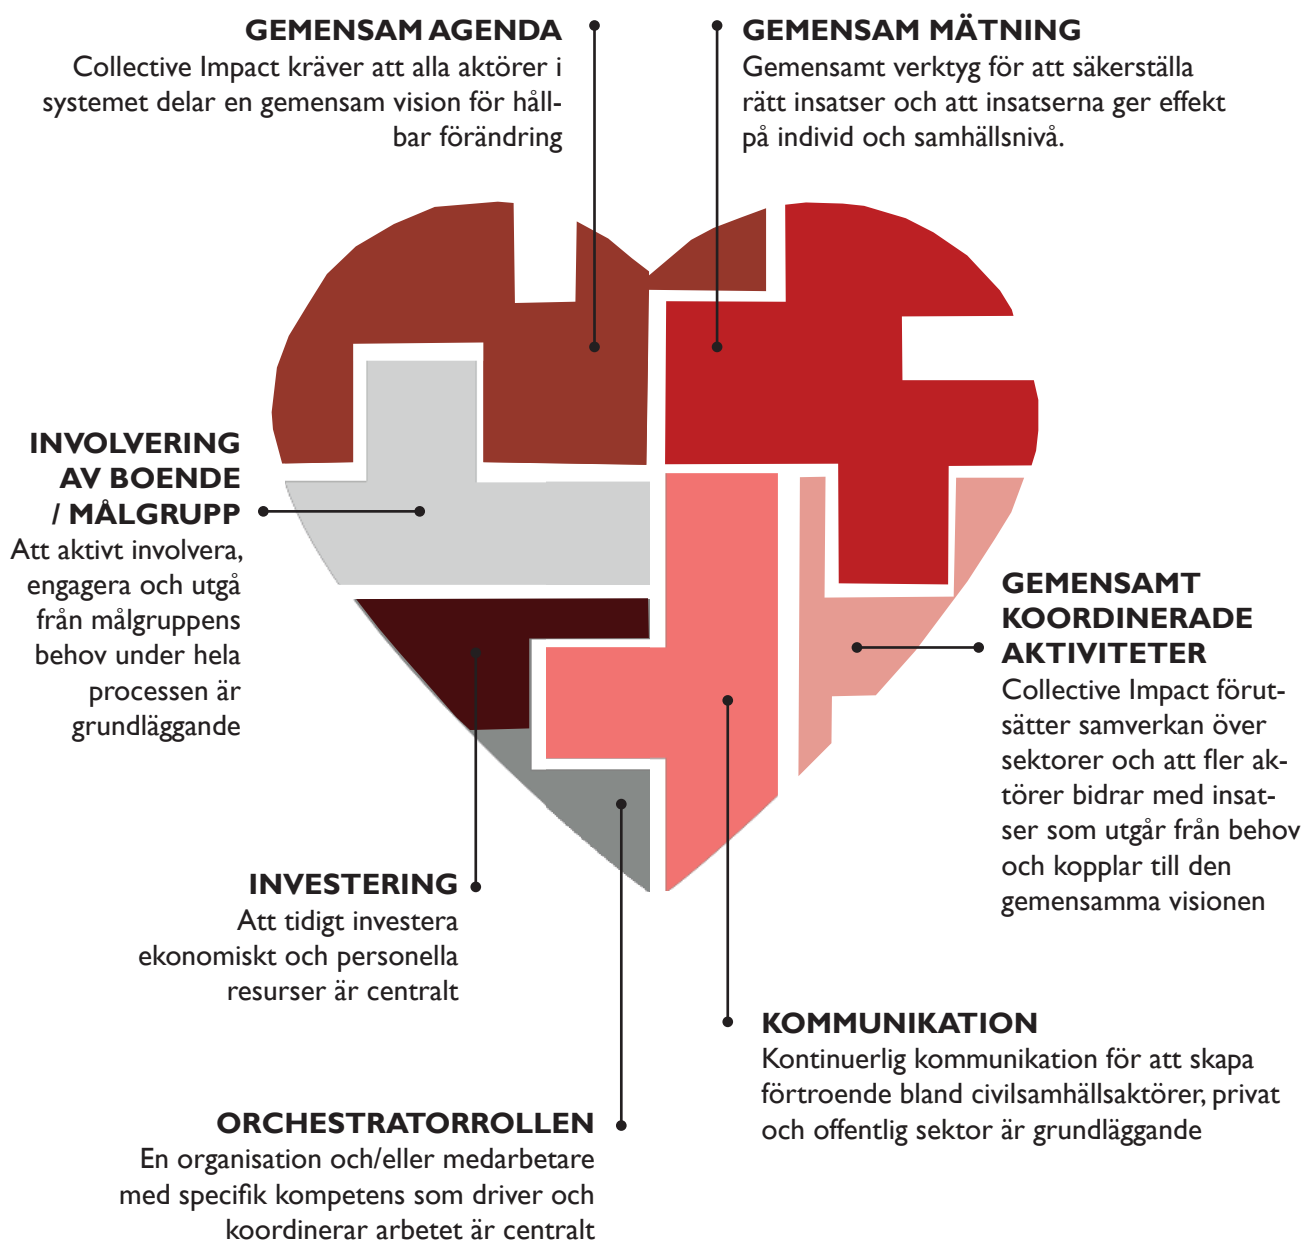 GEMENSAM AGENDA
Collective Impact kräver att alla aktörer i
systemet delar en gemensam vision för håll-
bar förändring
GEMENSAM MÄTNING
Gemensamt verktyg för att säkerställa
rätt insatser och att insatserna ger effekt
på individ och samhällsnivå.
INVOLVERING
AV BOENDE
/ MÅLGRUPP
Att aktivt involvera,
engagera och utgå
från målgruppens
behov under hela
processen är
grundläggande
GEMENSAMT
KOORDINERADE
AKTIVITETER
Collective Impact förut-
sätter samverkan över
sektorer och att fler ak-
törer bidrar med insat-
ser som utgår från behov
och kopplar till den
gemensamma visionen
INVESTERING
Att tidigt investera
ekonomiskt och personella
resurser är centralt
KOMMUNIKATION
Kontinuerlig kommunikation för att skapa
förtroende bland civilsamhällsaktörer, privat
och offentlig sektor är grundläggande
ORCHESTRATORROLLEN
En organisation och/eller medarbetare
med specifik kompetens som driver och
koordinerar arbetet är centralt